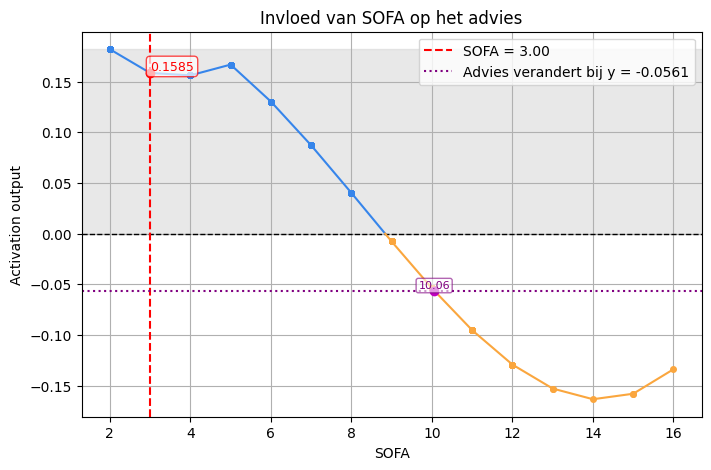 Invloed van SOFA op het advies
SOFA = 3.00
Advies verandert bij y = -0.0561
0.1585
10.06
Activation output
0.15
0.10
0.05
0.00
−0.05
−0.10
−0.15
2 4 6 8 10 12 14 16
SOFA